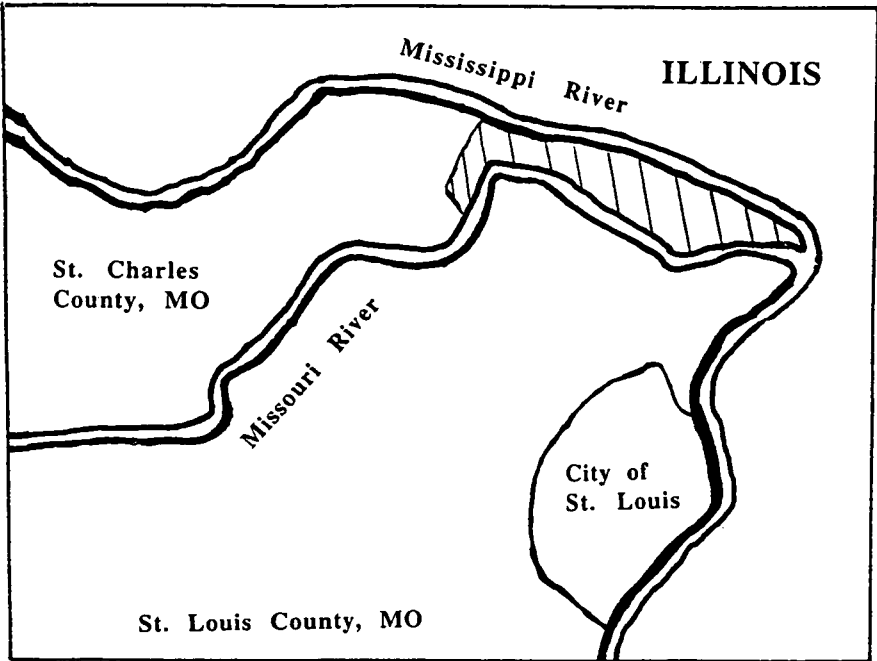 Mississippi River
ILLINOIS
St. Charles
County, MO
Missouri River
City of
St. Louis
St. Louis County, MO